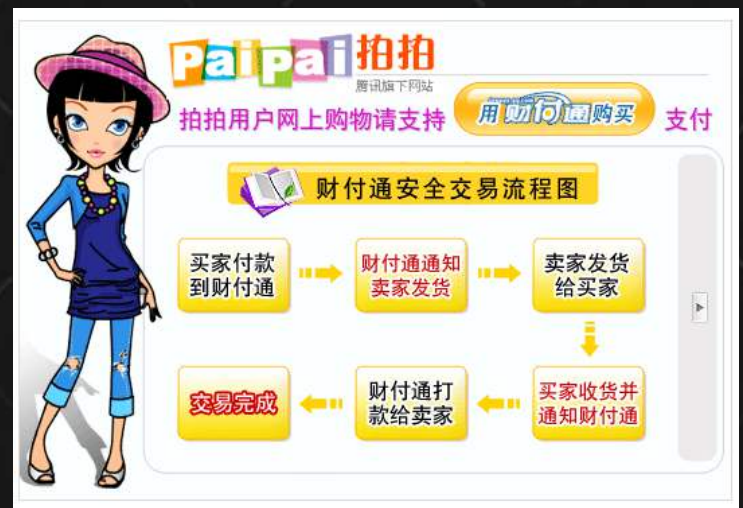 PaiPai拍拍
腾讯旗下网站
拍拍用户网上购物请支持 用财付通购买 支付
财付通安全交易流程图
买家付款
到财付通
财付通通知
卖家发货
卖家发货
给买家
买家收货并
通知财付通
财付通打
款给卖家
交易完成